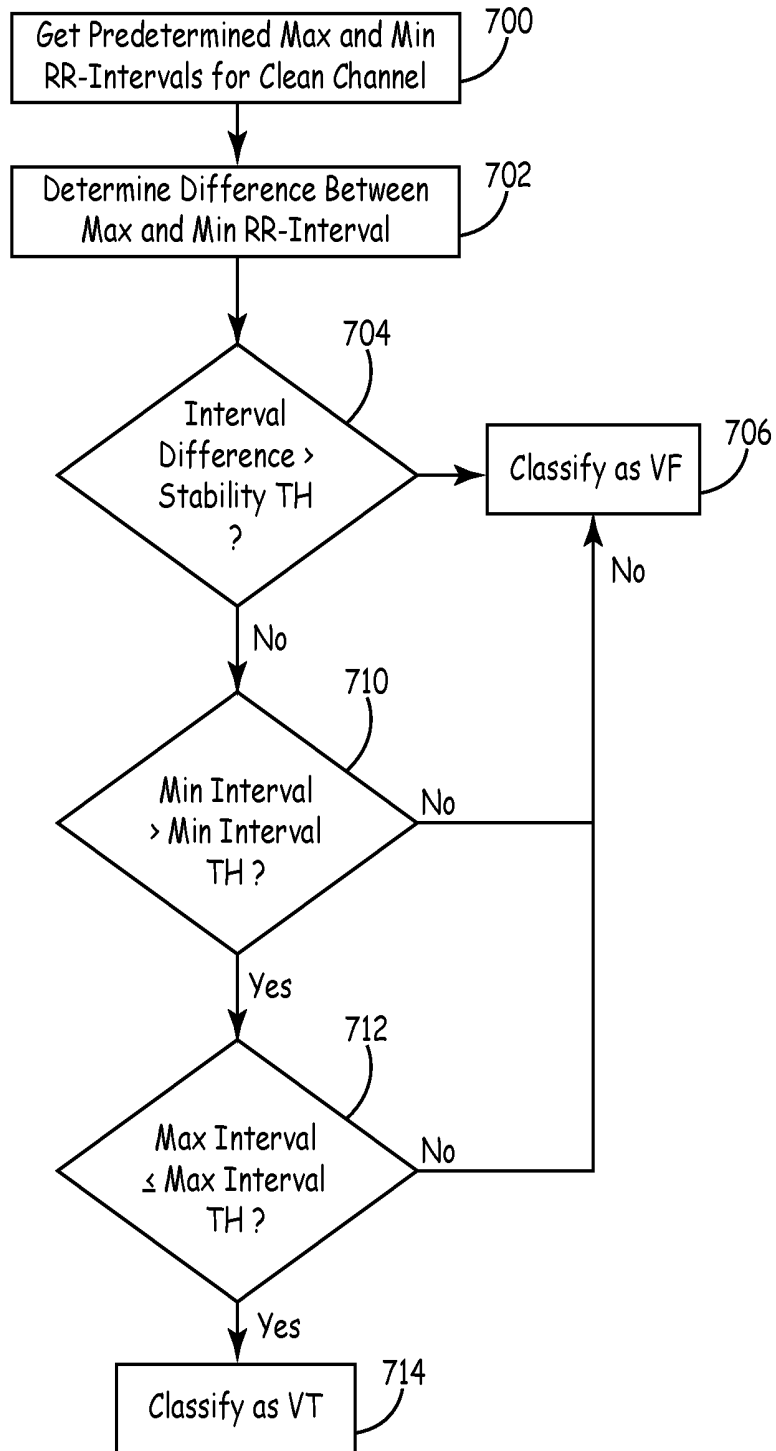 Get Predetermined Max and Min
RR-Intervals for Clean Channel
700
Determine Difference Between
Max and Min RR-Interval
702
704
Interval
Difference >
Stability TH
?
706
Classify as VF
No
No
710
Min Interval
> Min Interval
TH ?
No
Yes
712
Max Interval
≤ Max Interval
TH ?
No
Yes
714
Classify as VT